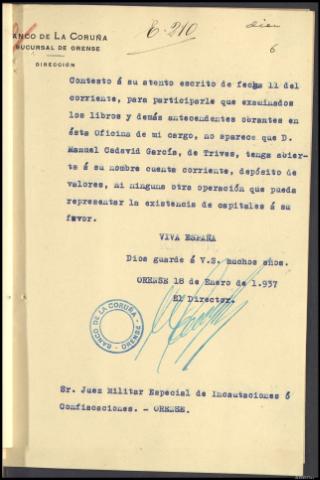 E-210
6
BANCO DE LA CORUÑA
SUCURSAL DE ORENSE
DIRECCIÓN
Contesto á su atento escrito de fecha 11 del
corriente, para participarle que examinados
los libros y demás antecedentes obrantes en
ésta Oficina de mi cargo, no aparece que D.
Manuel Cadavid García, de Trives, tenga abier-
ta á su nombre cuenta corriente, depósito de
valores, ni ninguna otra operación que pueda
representar la existencia de capitales á su
favor.
VIVA ESPAÑA
Dios guarde á V.S. muchos años.
ORENSE 18 de Enero de 1.937
El Director.
BANCO DE LA CORUÑA
ORENSE
Sr. Juez Militar Especial de Incautaciones ó
Confiscaciones. - ORENSE.